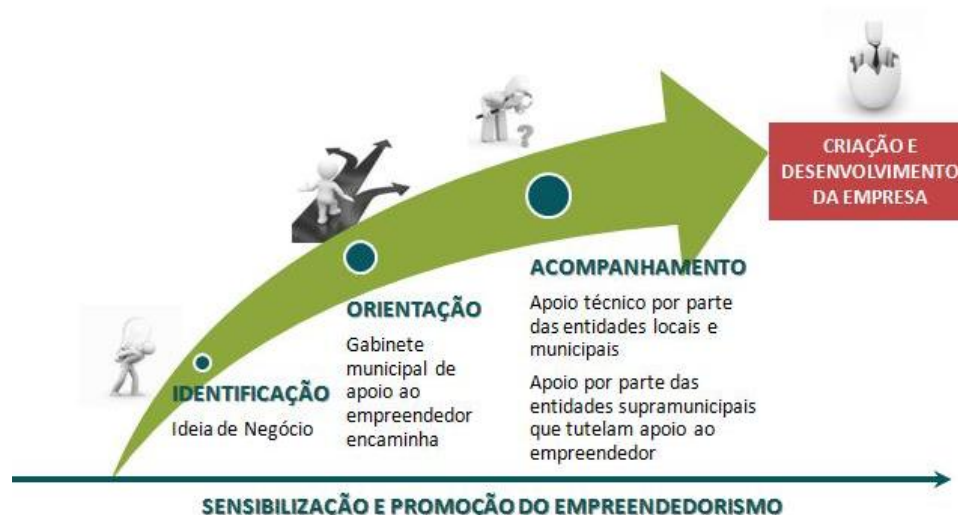 CRIAÇÃO E
DESENVOLVIMENTO
DA EMPRESA
ACOMPANHAMENTO
Apoio técnico por parte
das entidades locais e
municipais
Apoio por parte das
entidades supramunicipais
que tutelam apoio ao
empreendedor
ORIENTAÇÃO
Gabinete
municipal de
apoio ao
empreendedor
encaminha
IDENTIFICAÇÃO
Ideia de Negócio
SENSIBILIZAÇÃO E PROMOÇÃO DO EMPREENDEDORISMO